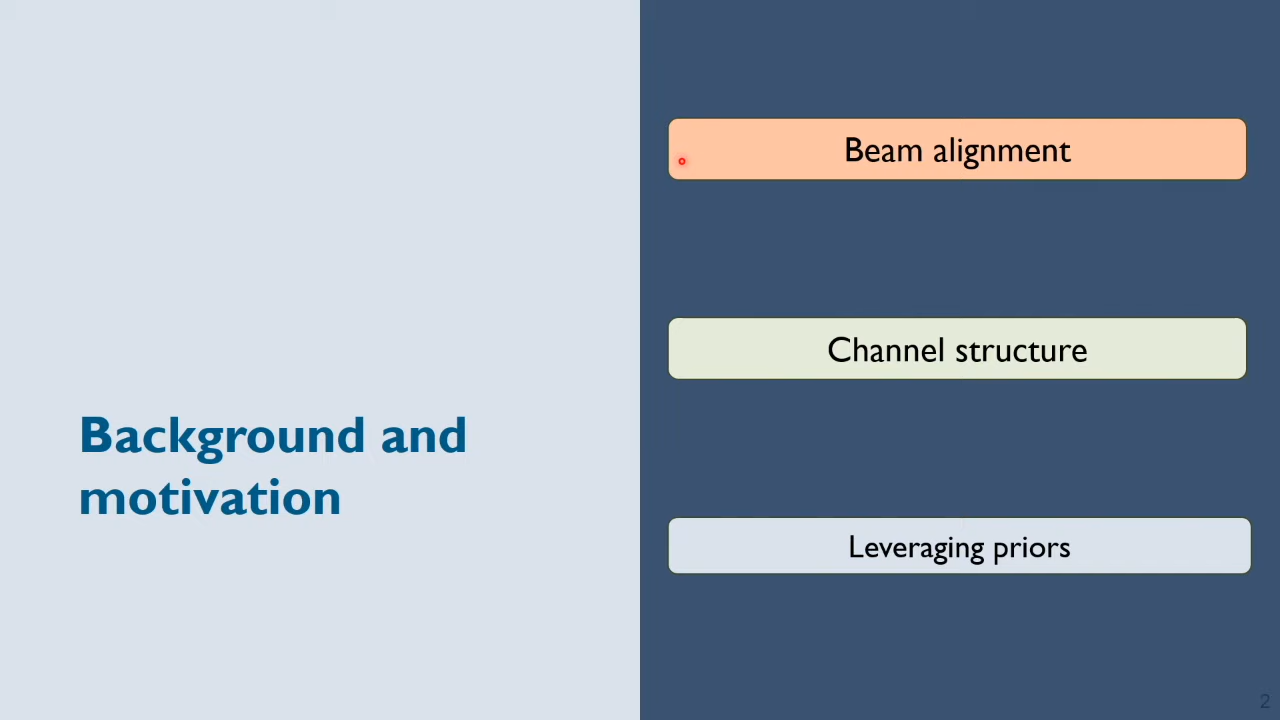 Background and
motivation
Beam alignment
Channel structure
Leveraging priors
2